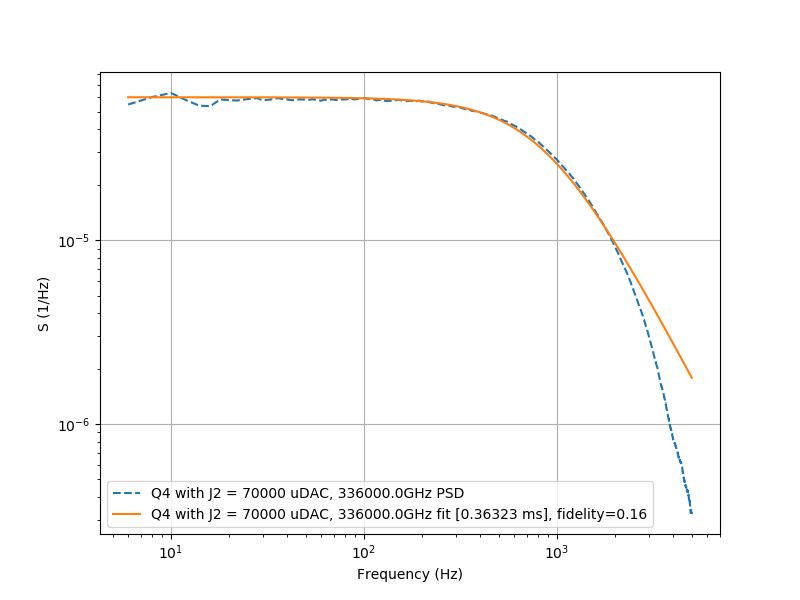 S (1/Hz)
10⁻⁵
10⁻⁶
Q4 with J2 = 70000 uDAC, 336000.0GHz PSD
Q4 with J2 = 70000 uDAC, 336000.0GHz fit [0.36323 ms], fidelity=0.16
10¹ 10² 10³
Frequency (Hz)